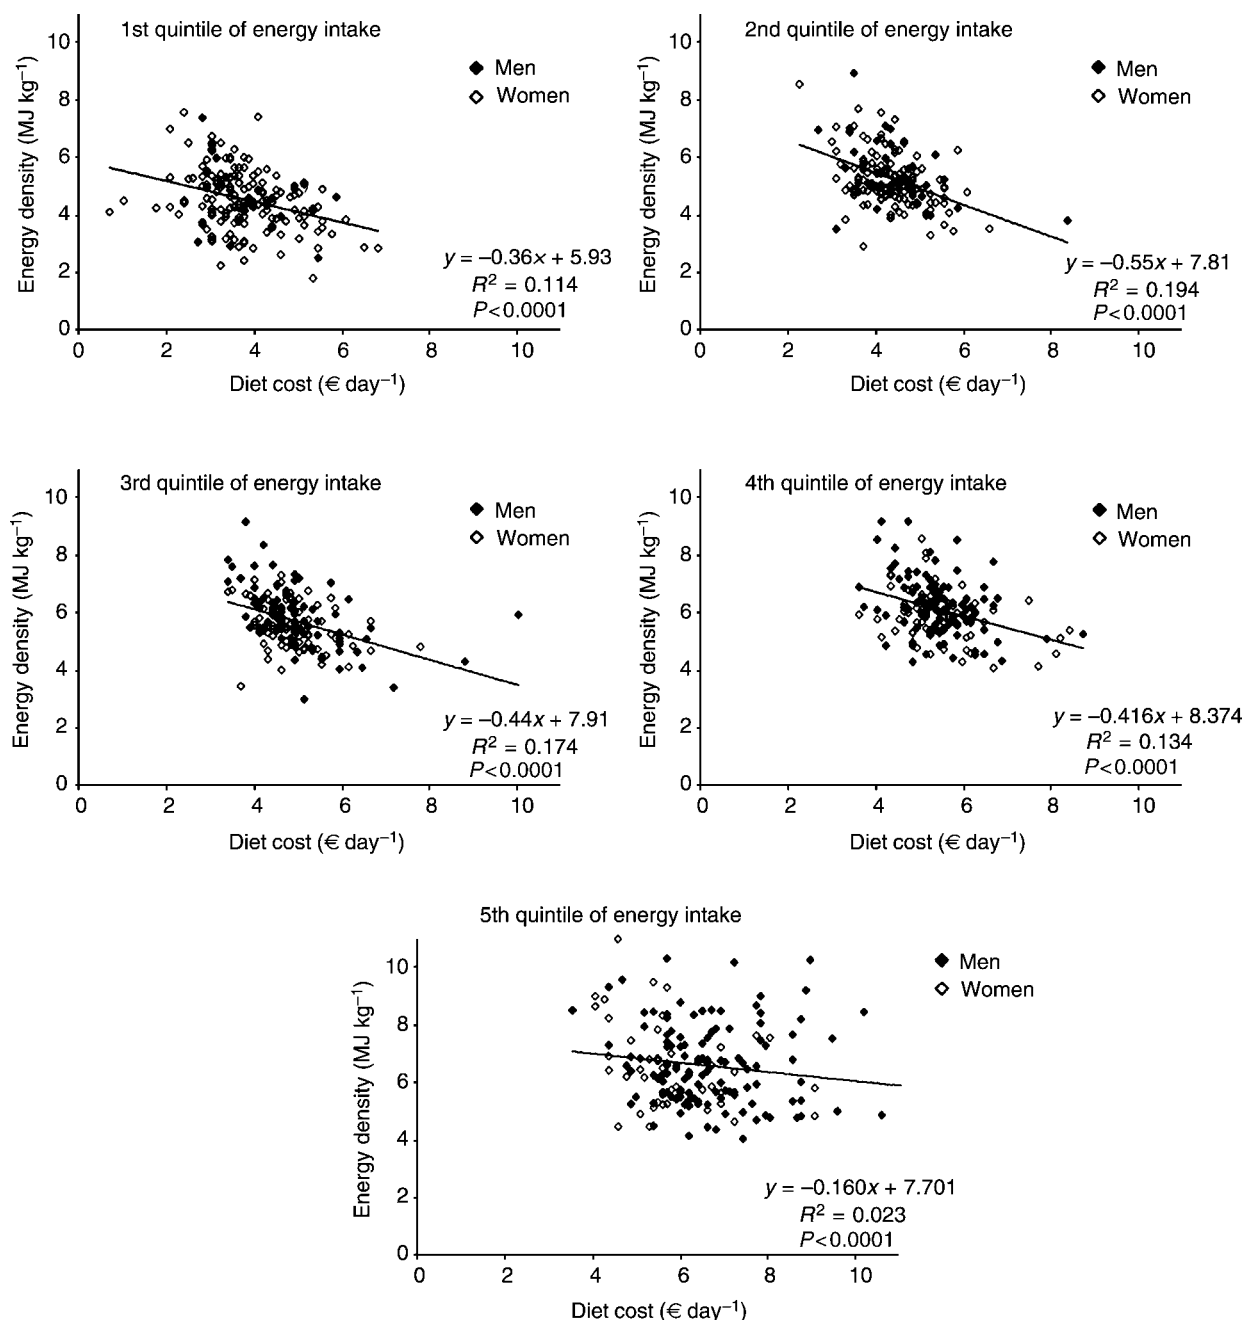 1st quintile of energy intake
Men
Women
Energy density (MJ kg⁻¹)
10
8
6
4
2
0
y = −0.36x + 5.93
R² = 0.114
P<0.0001
0 2 4 6 8 10
Diet cost (€ day⁻¹)
2nd quintile of energy intake
Men
Women
Energy density (MJ kg⁻¹)
10
8
6
4
2
0
y = −0.55x + 7.81
R² = 0.194
P<0.0001
0 2 4 6 8 10
Diet cost (€ day⁻¹)
3rd quintile of energy intake
Men
Women
Energy density (MJ kg⁻¹)
10
8
6
4
2
0
y = −0.44x + 7.91
R² = 0.174
P<0.0001
0 2 4 6 8 10
Diet cost (€ day⁻¹)
4th quintile of energy intake
Men
Women
Energy density (MJ kg⁻¹)
10
8
6
4
2
0
y = −0.416x + 8.374
R² = 0.134
P<0.0001
0 2 4 6 8 10
Diet cost (€ day⁻¹)
5th quintile of energy intake
Men
Women
Energy density (MJ kg⁻¹)
10
8
6
4
2
0
y = −0.160x + 7.701
R² = 0.023
P<0.0001
0 2 4 6 8 10
Diet cost (€ day⁻¹)